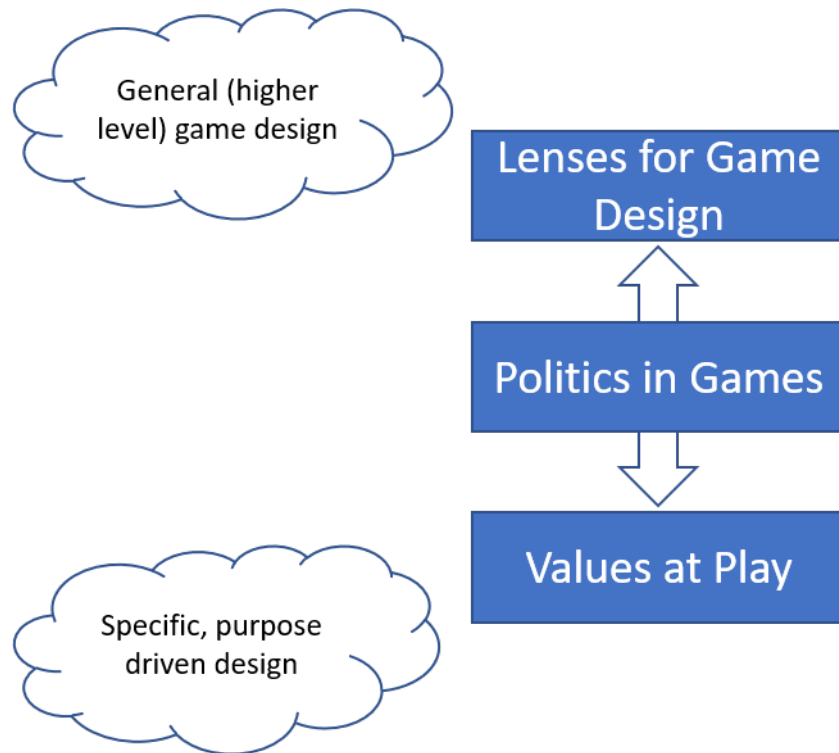 General (higher
level) game design
Lenses for Game
Design
Politics in Games
Values at Play
Specific, purpose
driven design